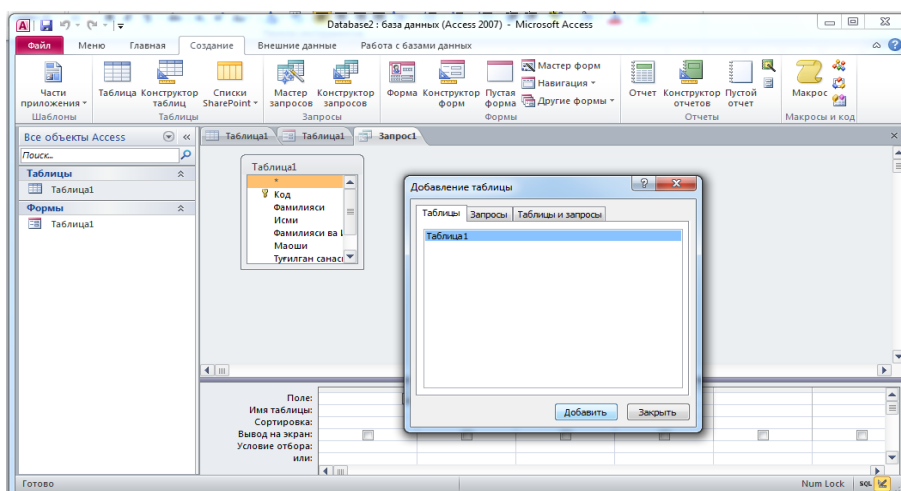 Database2 : база данных (Access 2007) - Microsoft Access
Файл Меню Главная Создание Внешние данные Работа с базами данных
Части приложения
Таблица
Конструктор таблиц
Списки SharePoint
Мастер запросов
Конструктор запросов
Форма
Конструктор форм
Пустая форма
Мастер форм
Навигация
Другие формы
Отчет
Конструктор отчетов
Пустой отчет
Макрос
Шаблоны Таблицы Запросы Формы Отчеты Макросы и код
Все объекты Access
Поиск...
Таблицы
Таблица1
Формы
Таблица1
Таблица1 Таблица1 Запрос1
Таблица1
*
Код
Фамилияси
Исми
Фамилияси ва
Маоши
Туғилган санаси
Добавление таблицы
Таблицы Запросы Таблицы и запросы
Таблица1
Добавить Закрыть
Поле:
Имя таблицы:
Сортировка:
Вывод на экран:
Условие отбора:
или:
Готово
Num Lock
SQL